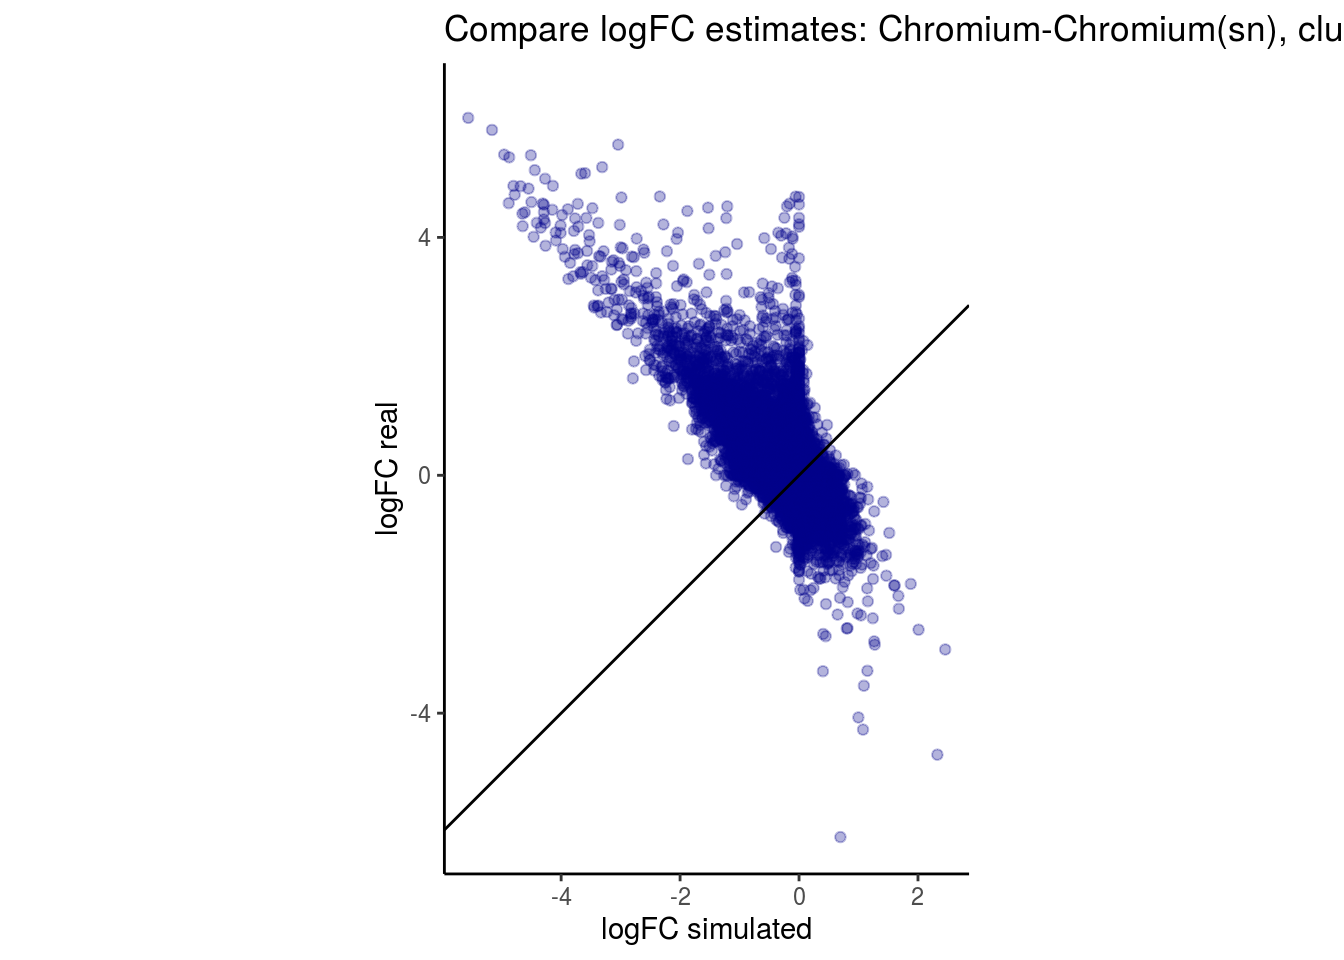 Compare logFC estimates: Chromium-Chromium(sn), clu
4
0
-4
logFC real
-4
-2
0
2
logFC simulated